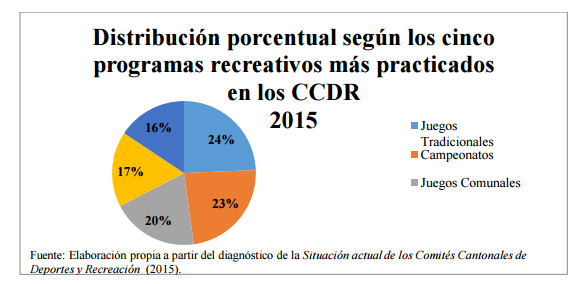 Distribución porcentual según los cinco
programas recreativos más practicados
en los CCDR
2015
16%
24%
17%
23%
20%
Juegos
Tradicionales
Campeonatos
Juegos Comunales
Fuente: Elaboración propia a partir del diagnóstico de la Situación actual de los Comités Cantonales de
Deportes y Recreación (2015).